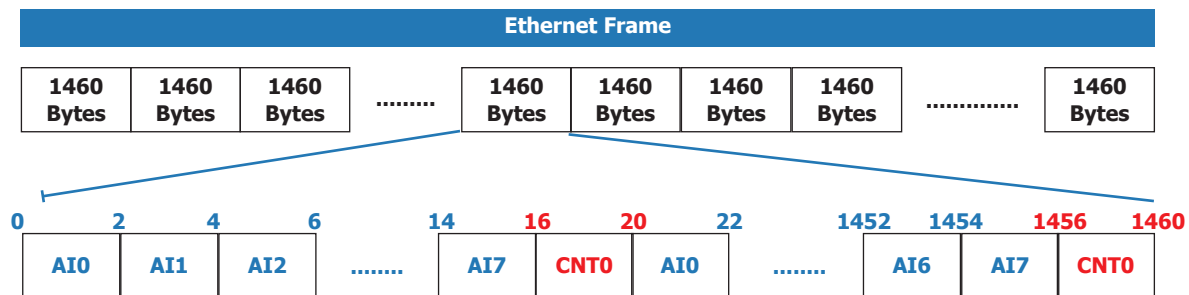 Ethernet Frame
1460 1460 1460 1460 1460 1460 1460 1460
Bytes Bytes Bytes ......... Bytes Bytes Bytes Bytes .............. Bytes
0 2 4 6 14 16 20 22 1452 1454 1456 1460
AI0 AI1 AI2 ........ AI7 CNT0 AI0 ........ AI6 AI7 CNT0